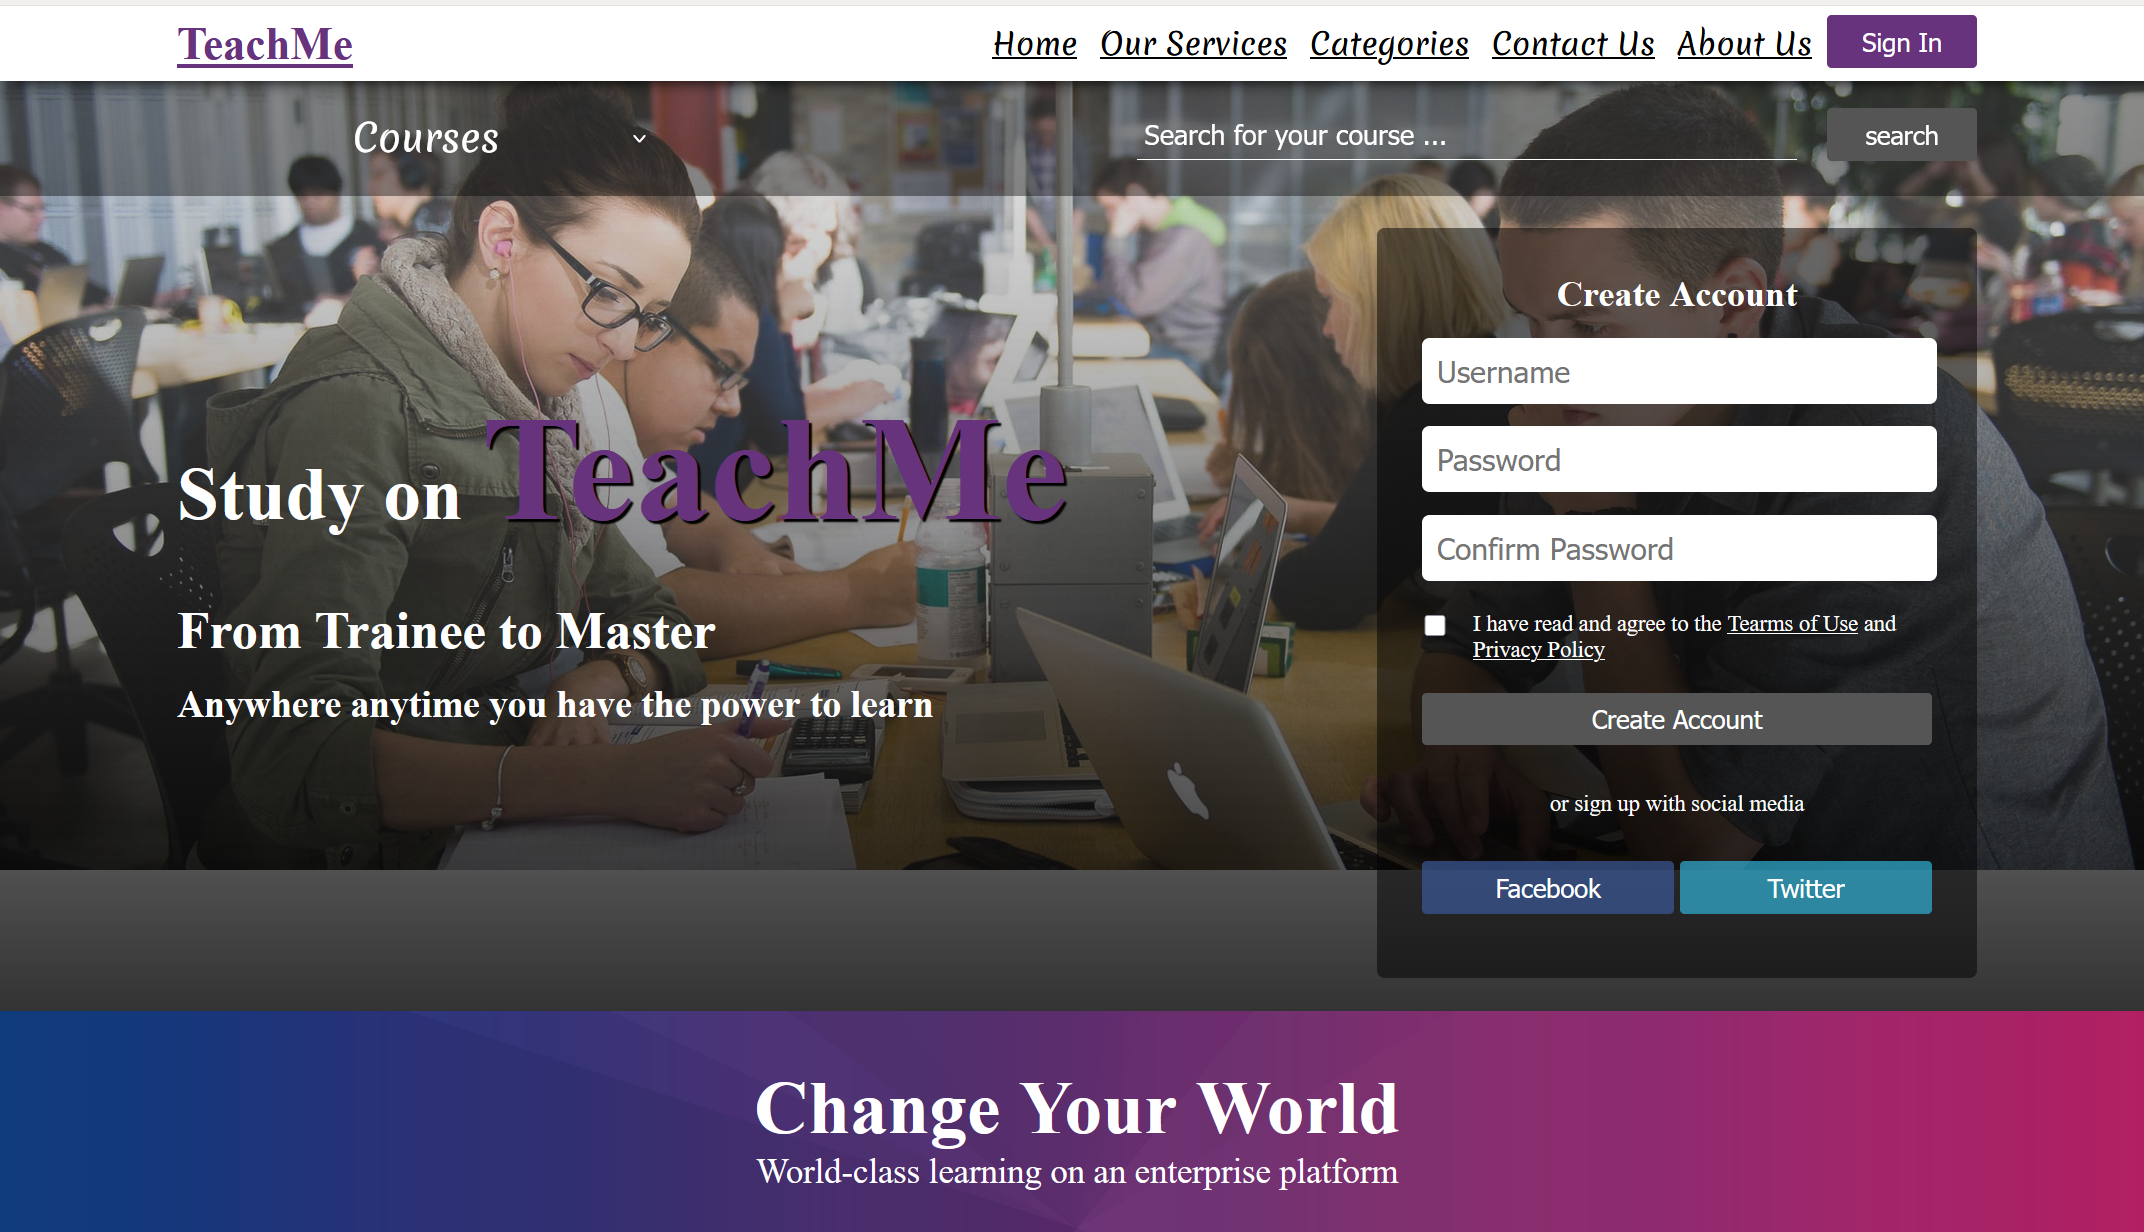 TeachMe
Home Our Services Categories Contact Us About Us Sign In
Courses
Search for your course ...
search
Create Account
Username
Password
Confirm Password
I have read and agree to the Tearms of Use and
Privacy Policy
Create Account
or sign up with social media
Facebook Twitter
Study on TeachMe
From Trainee to Master
Anywhere anytime you have the power to learn
Change Your World
World-class learning on an enterprise platform